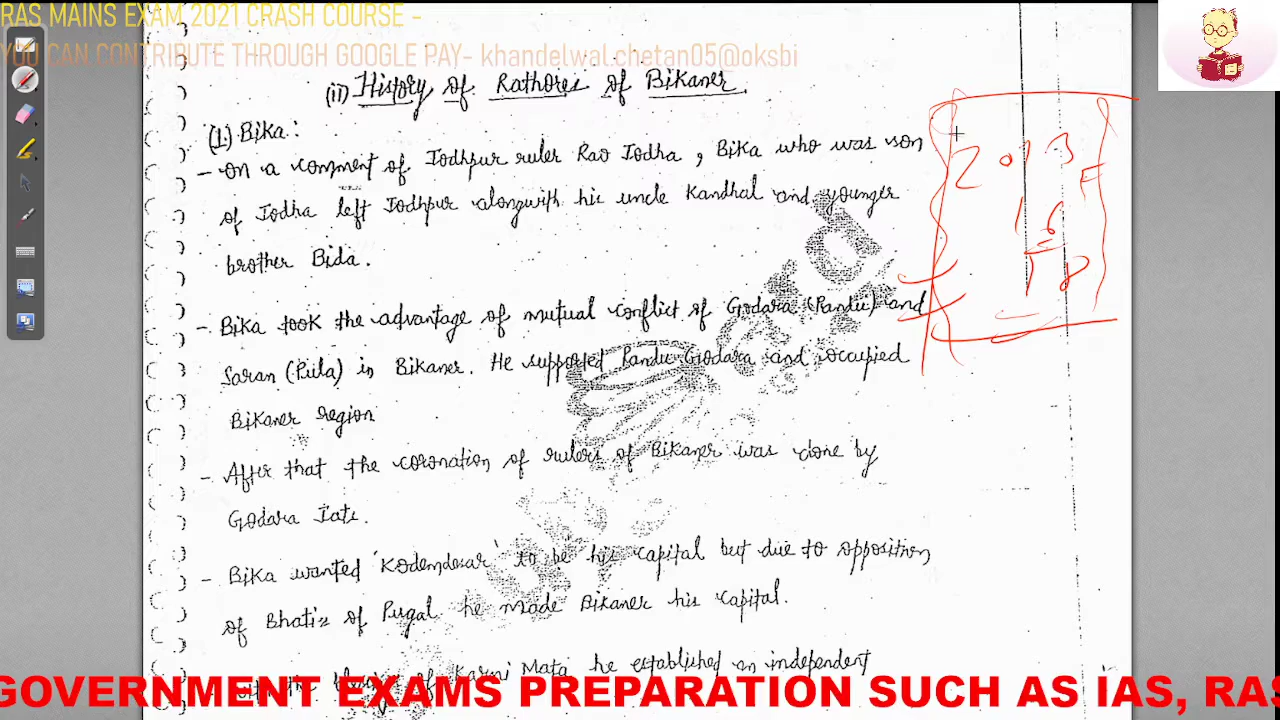 RAS MAINS EXAM 2021 CRASH COURSE -
YOU CAN CONTRIBUTE THROUGH GOOGLE PAY- khandelwal.chetan05@oksbi
(ii) History of Rathores of Bikaner
(1) Bika:
- On a comment of Jodhpur ruler Rao Jodha, Bika who was son
of Jodha left Jodhpur alongwith his uncle Kandhal and younger
brother Bida.
- Bika took the advantage of mutual conflict of Godara (Pandu) and
Saran (Pula) in Bikaner. He supported Pandu Godara and occupied
Bikaner region
- After that the coronation of rulers of Bikaner was done by
Godara Jats.
- Bika wanted 'Kodemdesar' to be his capital but due to opposition
of Bhatis of Pugal he made Bikaner his capital.
of Karni Mata he established an independent
2013
16
18
GOVERNMENT EXAMS PREPARATION SUCH AS IAS, RAS